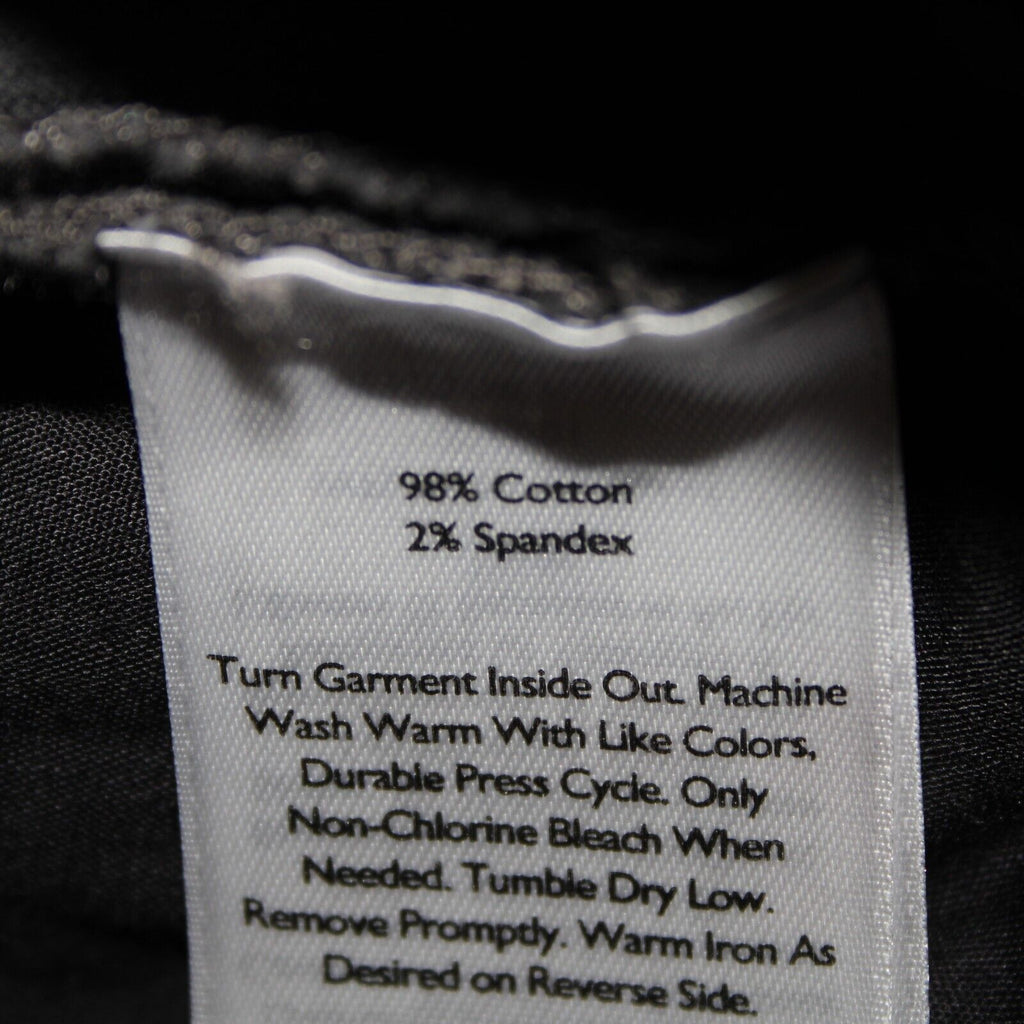 98% Cotton
2% Spandex
Turn Garment Inside Out. Machine
Wash Warm With Like Colors,
Durable Press Cycle. Only
Non-Chlorine Bleach When
Needed. Tumble Dry Low.
Remove Promptly. Warm Iron As
Desired on Reverse Side.